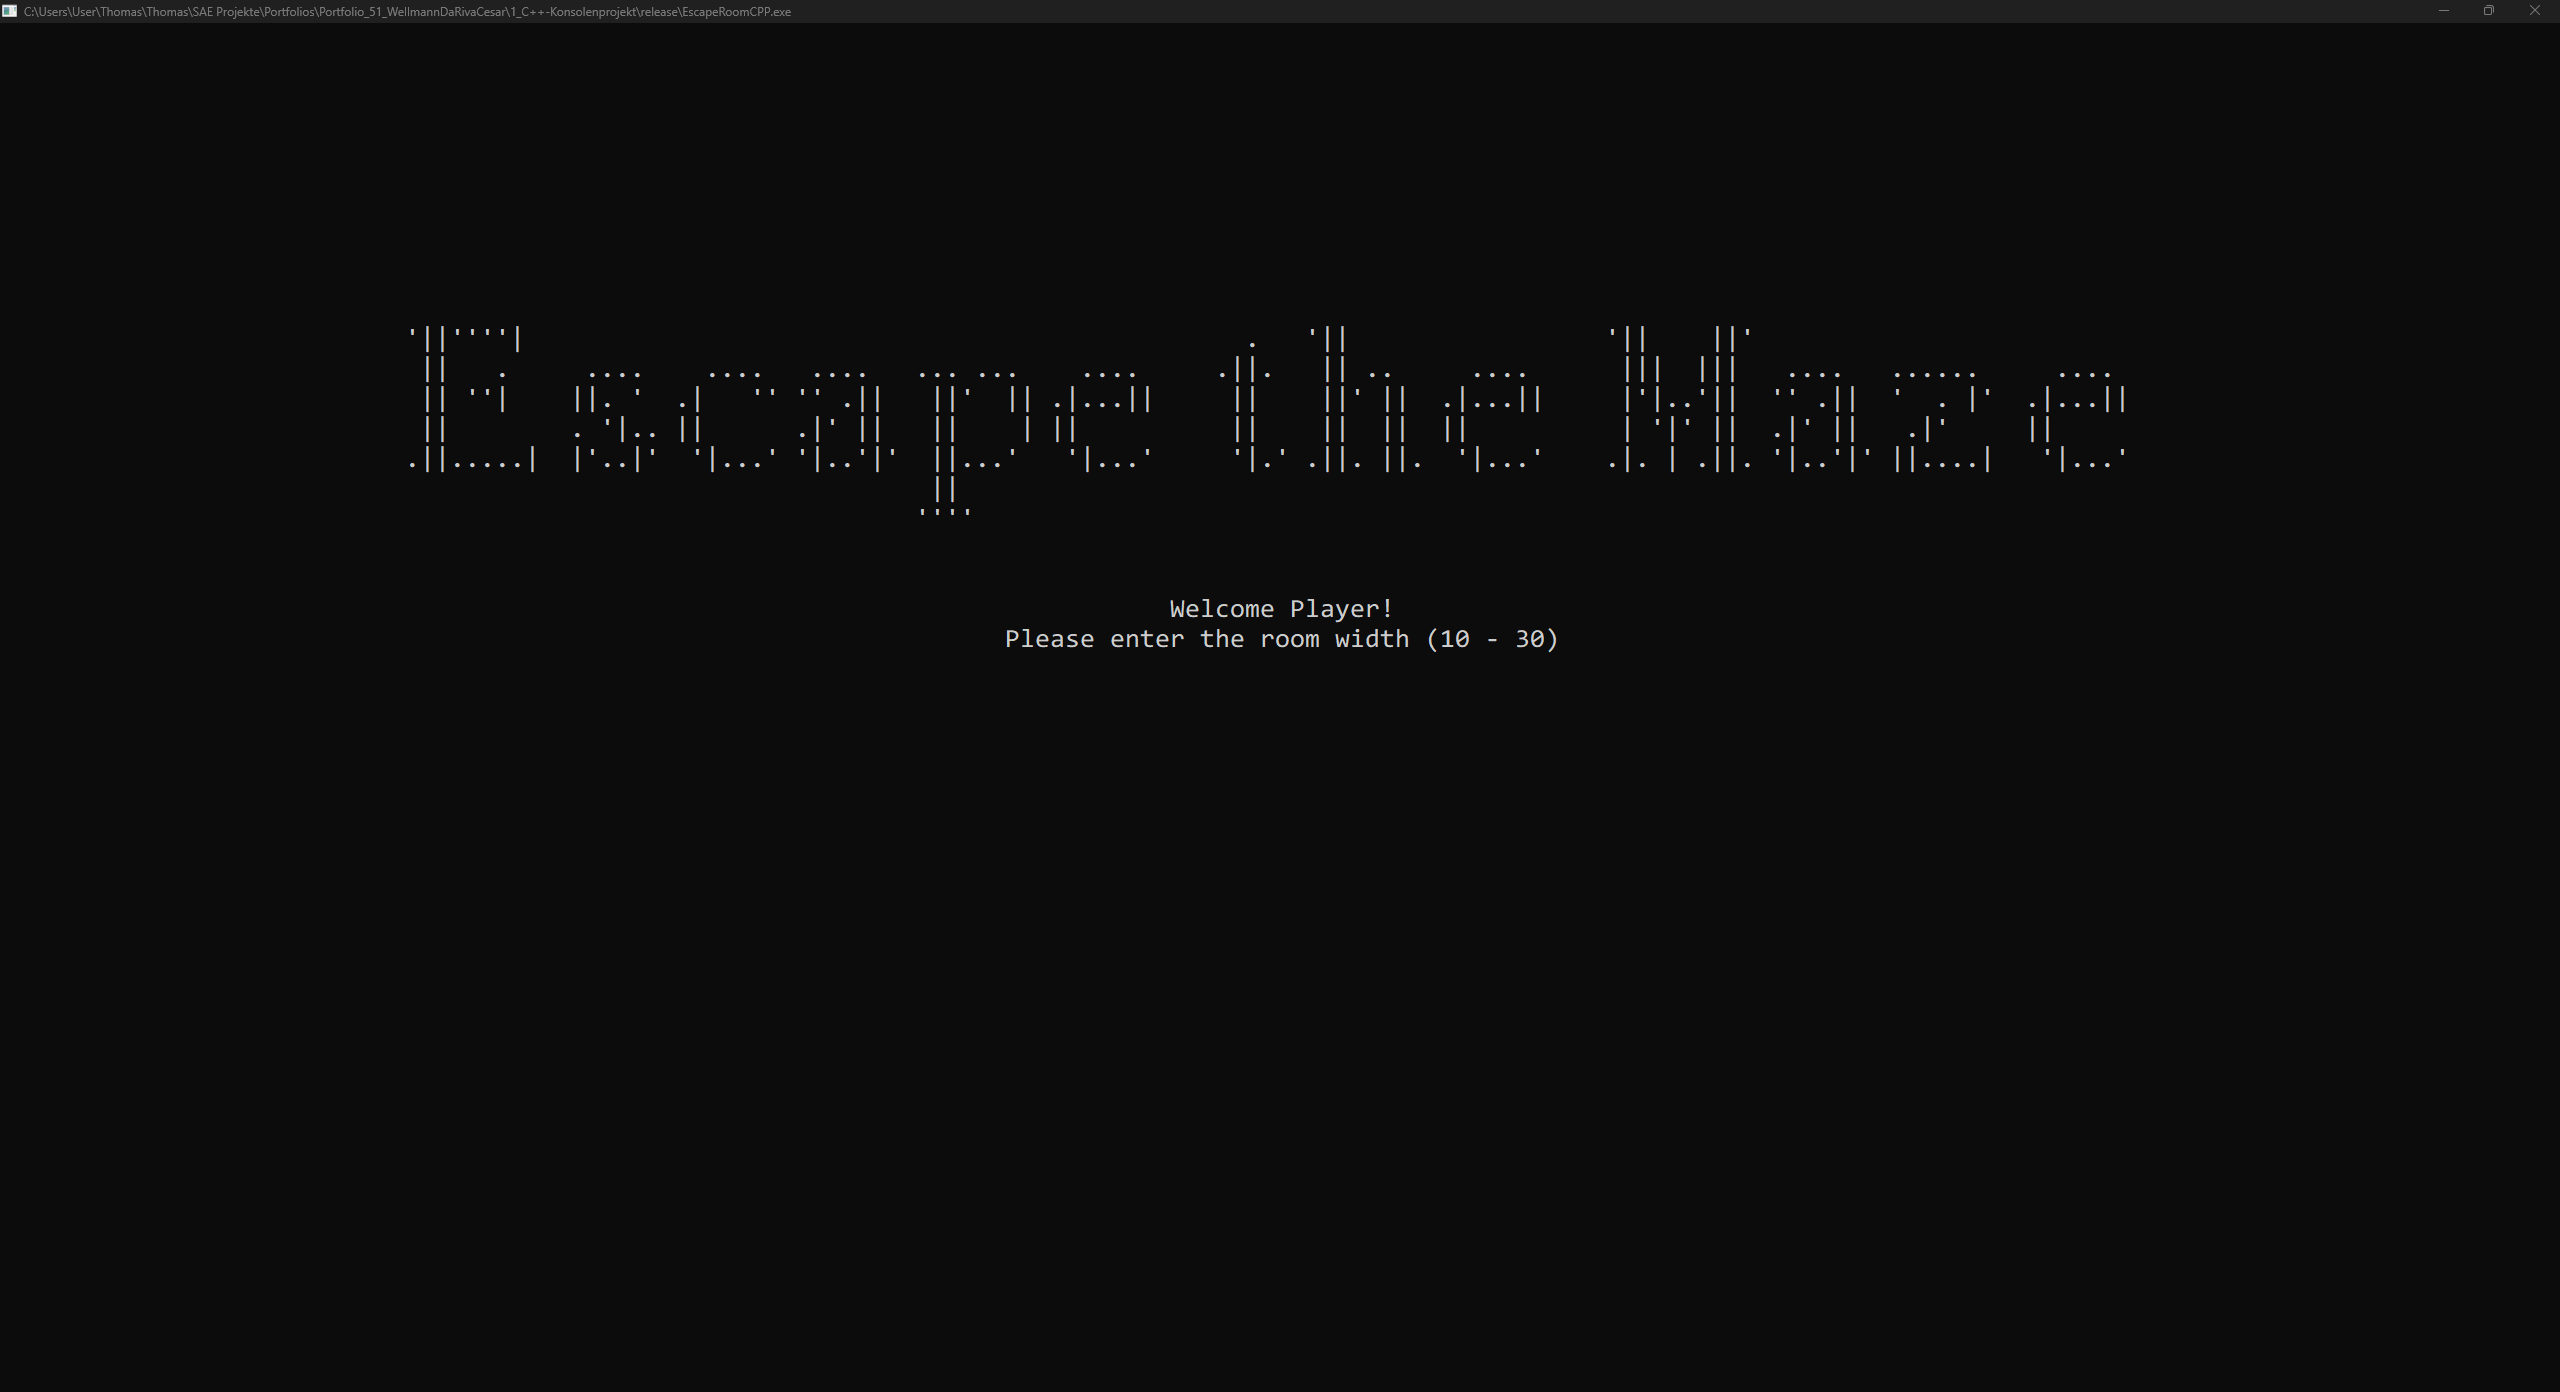 C:\Users\User\Thomas\Thomas\SAE Projekte\Portfolios\Portfolio_51_WellmannDaRivaCesar\1_C++-Konsolenprojekt\release\EscapeRoomCPP.exe
Escape the Maze
Welcome Player!
Please enter the room width (10 - 30)